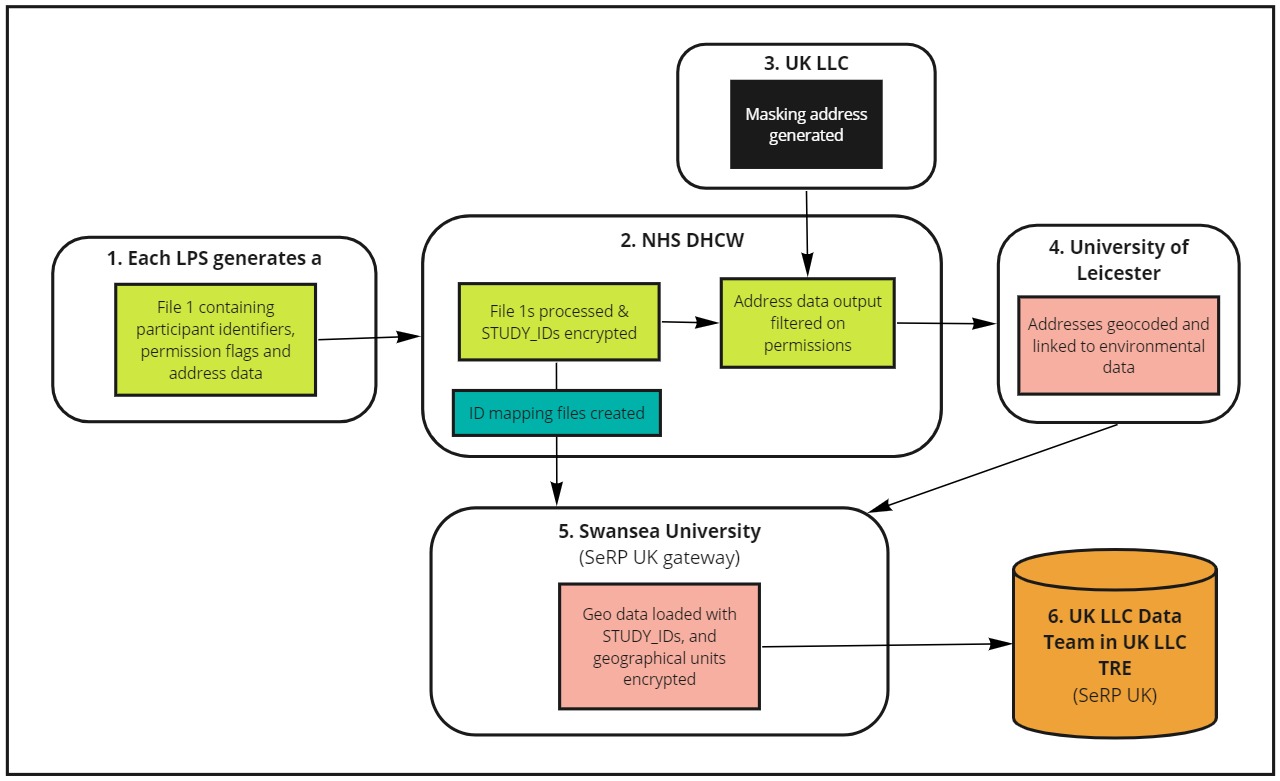 3. UK LLC
Masking address
generated
1. Each LPS generates a
File 1 containing
participant identifiers,
permission flags and
address data
2. NHS DHCW
File 1s processed &
STUDY_IDs encrypted
Address data output
filtered on
permissions
ID mapping files created
4. University of
Leicester
Addresses geocoded and
linked to environmental
data
5. Swansea University
(SeRP UK gateway)
Geo data loaded with
STUDY_IDs, and
geographical units
encrypted
6. UK LLC Data
Team in UK LLC
TRE
(SeRP UK)